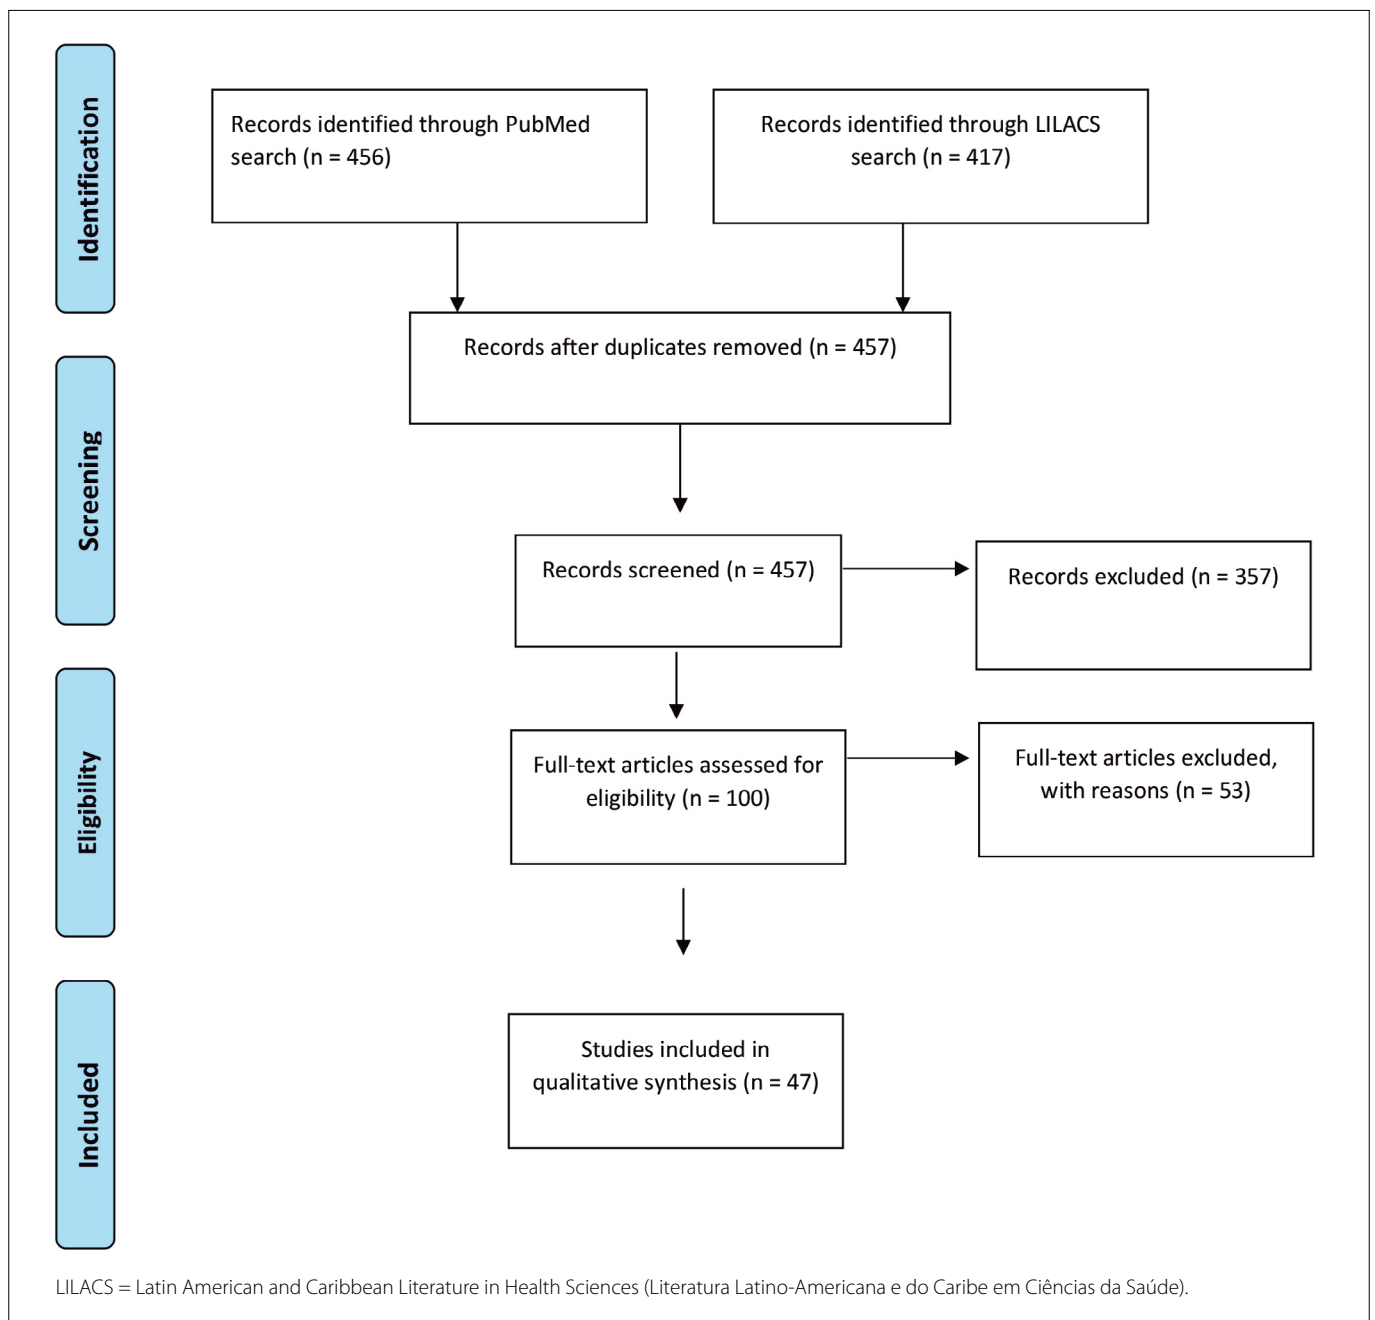 Identification
Records identified through PubMed
search (n = 456)
Records identified through LILACS
search (n = 417)
Records after duplicates removed (n = 457)
Screening
Records screened (n = 457)
Records excluded (n = 357)
Eligibility
Full-text articles assessed for
eligibility (n = 100)
Full-text articles excluded,
with reasons (n = 53)
Included
Studies included in
qualitative synthesis (n = 47)
LILACS = Latin American and Caribbean Literature in Health Sciences (Literatura Latino-Americana e do Caribe em Ciências da Saúde).